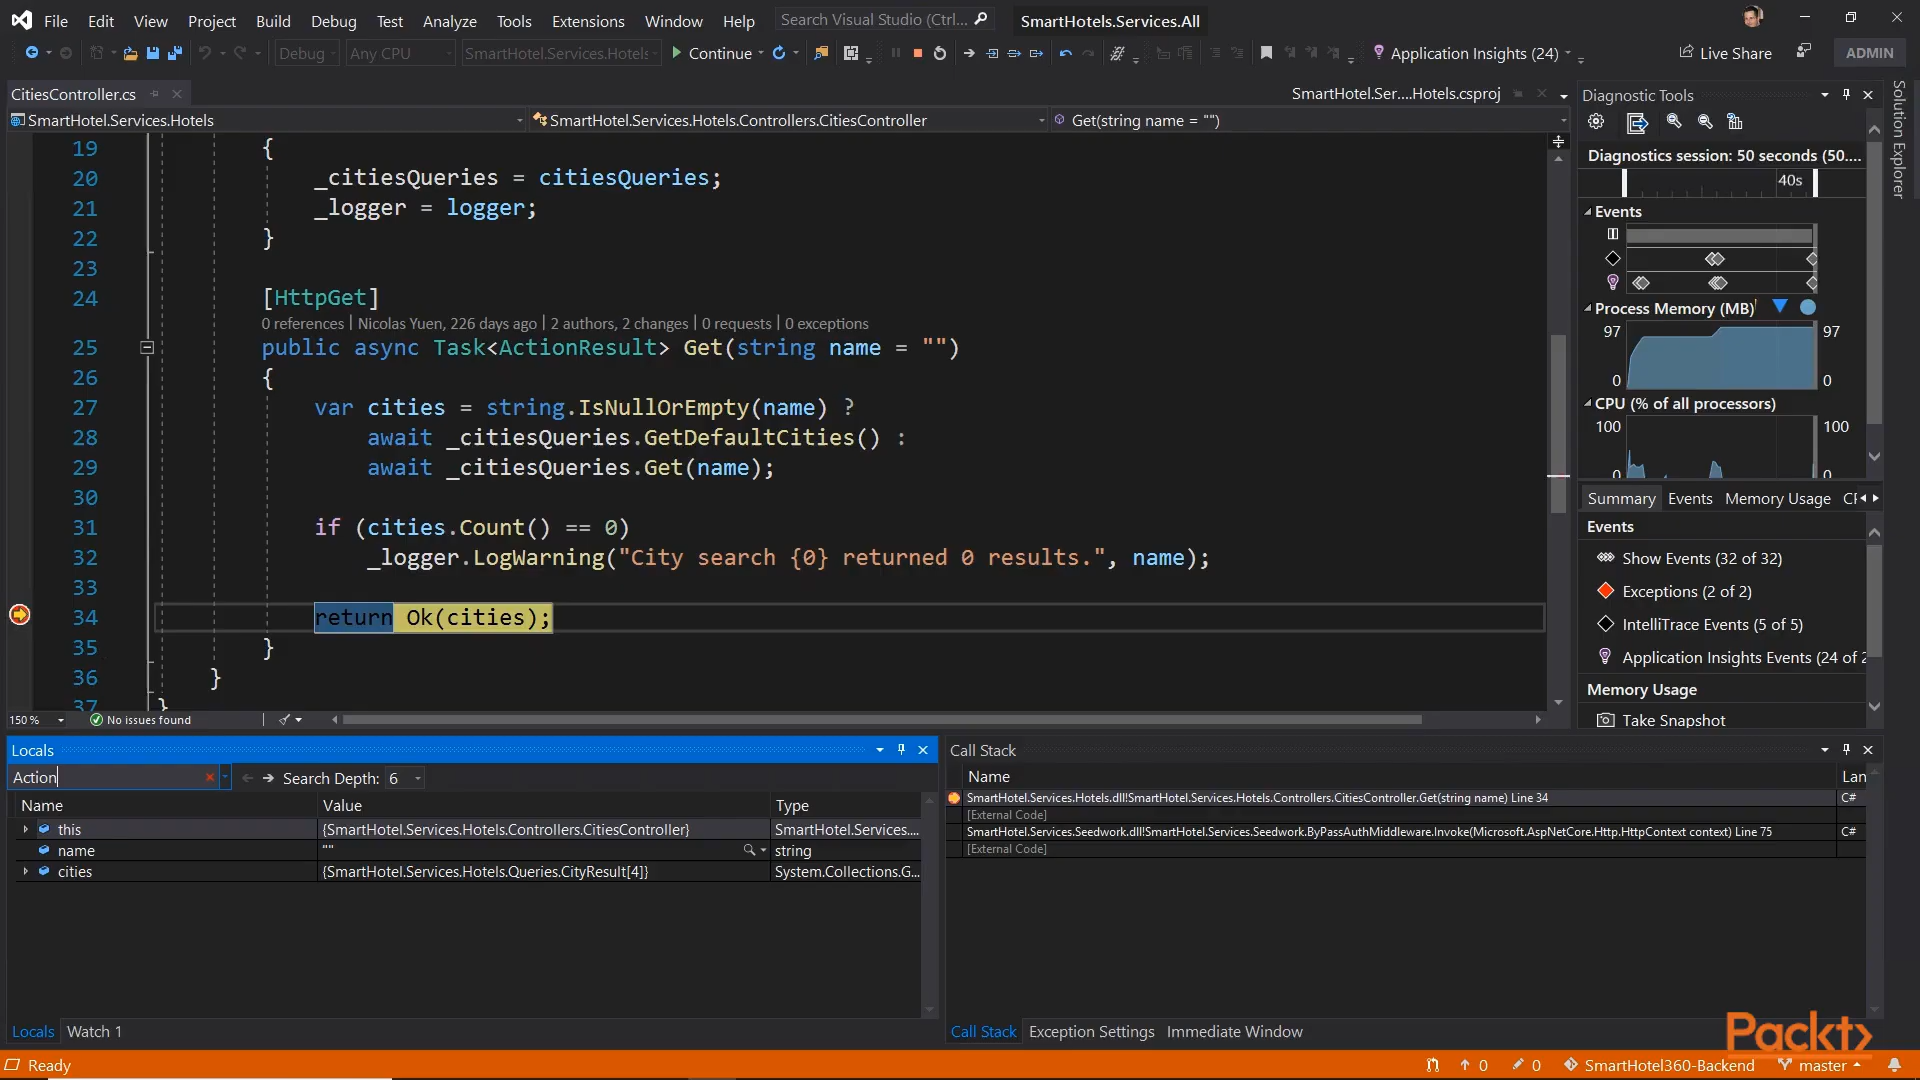 File Edit View Project Build Debug Test Analyze Tools Extensions Window Help Search Visual Studio (Ctrl... SmartHotels.Services.All
Debug Any CPU SmartHotel.Services.Hotels Continue Application Insights (24) Live Share ADMIN
CitiesController.cs SmartHotel.Ser....Hotels.csproj
SmartHotel.Services.Hotels SmartHotel.Services.Hotels.Controllers.CitiesController Get(string name = "")
19 {
20 _citiesQueries = citiesQueries;
21 _logger = logger;
22 }
23
24 [HttpGet]
0 references | Nicolas Yuen, 226 days ago | 2 authors, 2 changes | 0 requests | 0 exceptions
25 public async Task<ActionResult> Get(string name = "")
26 {
27 var cities = string.IsNullOrEmpty(name) ?
28 await _citiesQueries.GetDefaultCities() :
29 await _citiesQueries.Get(name);
30
31 if (cities.Count() == 0)
32 _logger.LogWarning("City search {0} returned 0 results.", name);
33
34 return Ok(cities);
35 }
36 }
37 }
150 % No issues found
Diagnostic Tools
Diagnostics session: 50 seconds (50....
40s
Events
Process Memory (MB)
97 97
0 0
CPU (% of all processors)
100 100
0 0
Summary Events Memory Usage
Events
Show Events (32 of 32)
Exceptions (2 of 2)
IntelliTrace Events (5 of 5)
Application Insights Events (24 of 2
Memory Usage
Take Snapshot
Solution Explorer
Locals
Action Search Depth: 6
Name Value Type
this {SmartHotel.Services.Hotels.Controllers.CitiesController} SmartHotel.Services....
name "" string
cities {SmartHotel.Services.Hotels.Queries.CityResult[4]} System.Collections.G...
Locals Watch 1
Call Stack
Name Lan
SmartHotel.Services.Hotels.dll!SmartHotel.Services.Hotels.Controllers.CitiesController.Get(string name) Line 34 C#
[External Code]
SmartHotel.Services.Seedwork.dll!SmartHotel.Services.Seedwork.ByPassAuthMiddleware.Invoke(Microsoft.AspNetCore.Http.HttpContext context) Line 75 C#
[External Code]
Call Stack Exception Settings Immediate Window
Packt>
Ready 0 0 SmartHotel360-Backend master